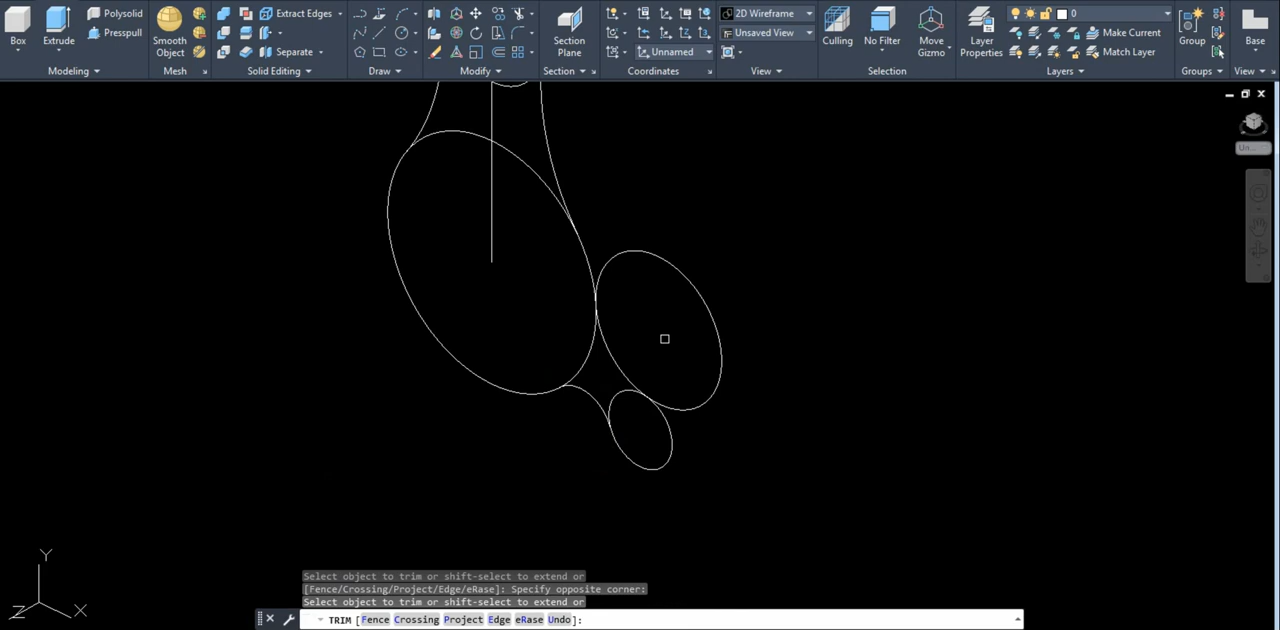 Polysolid Extract Edges 2D Wireframe 0
Presspull Unsaved View Make Current
Box Extrude Smooth Object Separate Section Plane Unnamed Culling No Filter Move Gizmo Layer Properties Match Layer Group Base
Modeling Mesh Solid Editing Draw Modify Section Coordinates View Selection Layers Groups View
Un...
Y
Z X
Select object to trim or shift-select to extend or
[Fence/Crossing/Project/Edge/eRase]: Specify opposite corner:
Select object to trim or shift-select to extend or
TRIM [Fence Crossing Project Edge eRase Undo]: